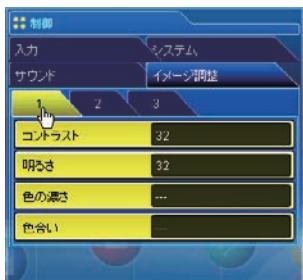 制御
入力 システム
サウンド イメージ調整
1 2 3
コントラスト 32
明るさ 32
色の濃さ ---
色合い ---